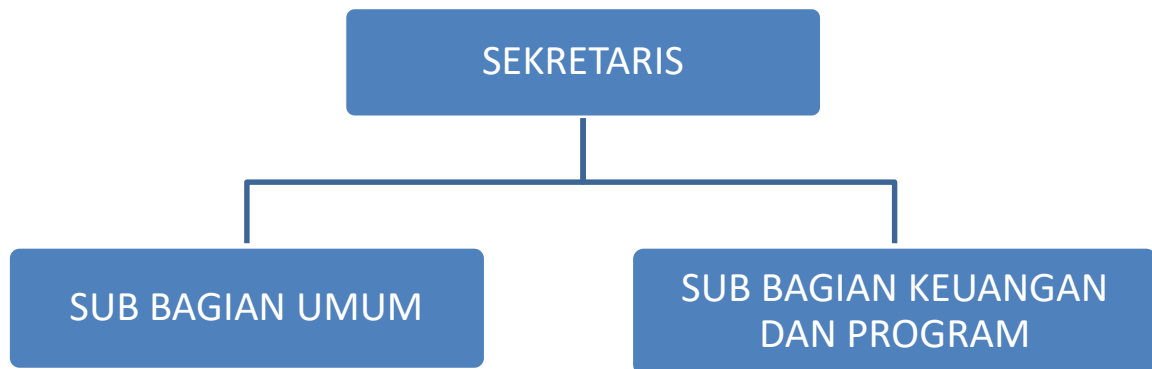 SEKRETARIS
SUB BAGIAN UMUM
SUB BAGIAN KEUANGAN
DAN PROGRAM